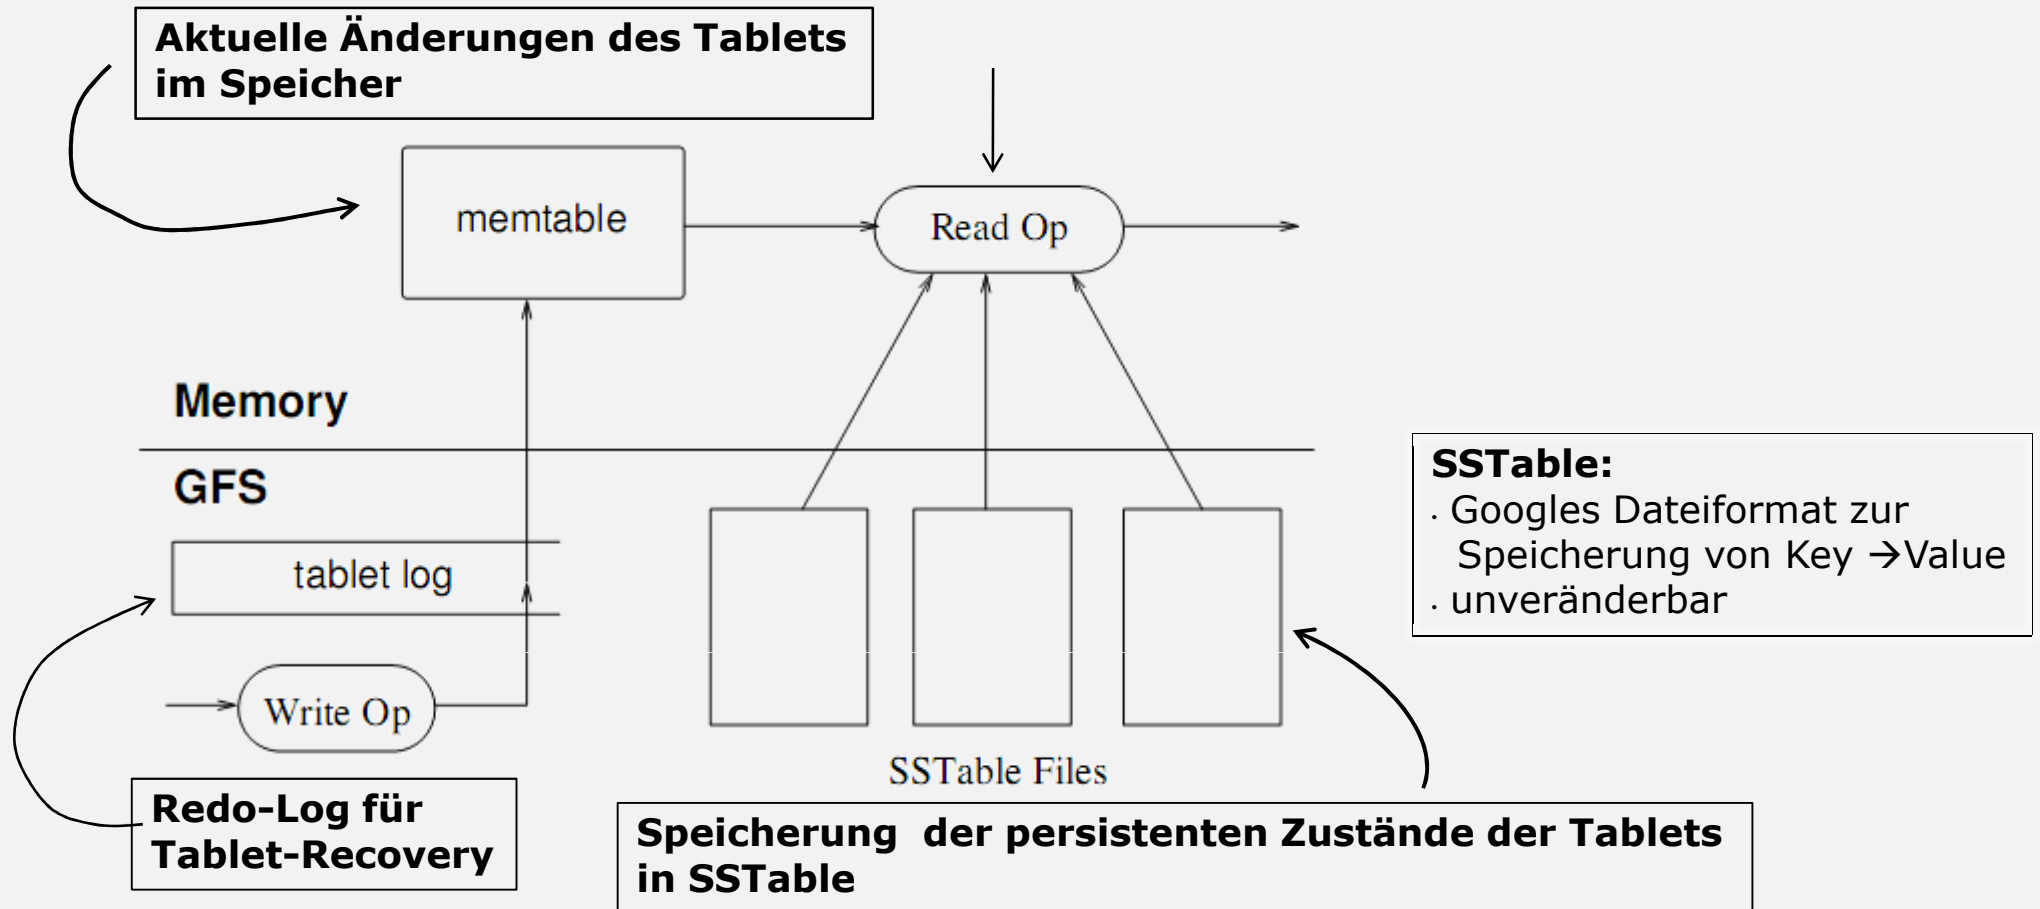 Aktuelle Änderungen des Tablets
im Speicher
memtable
Read Op
Memory
GFS
tablet log
Write Op
SSTable Files
SSTable:
· Googles Dateiformat zur
Speicherung von Key →Value
· unveränderbar
Redo-Log für
Tablet-Recovery
Speicherung der persistenten Zustände der Tablets
in SSTable